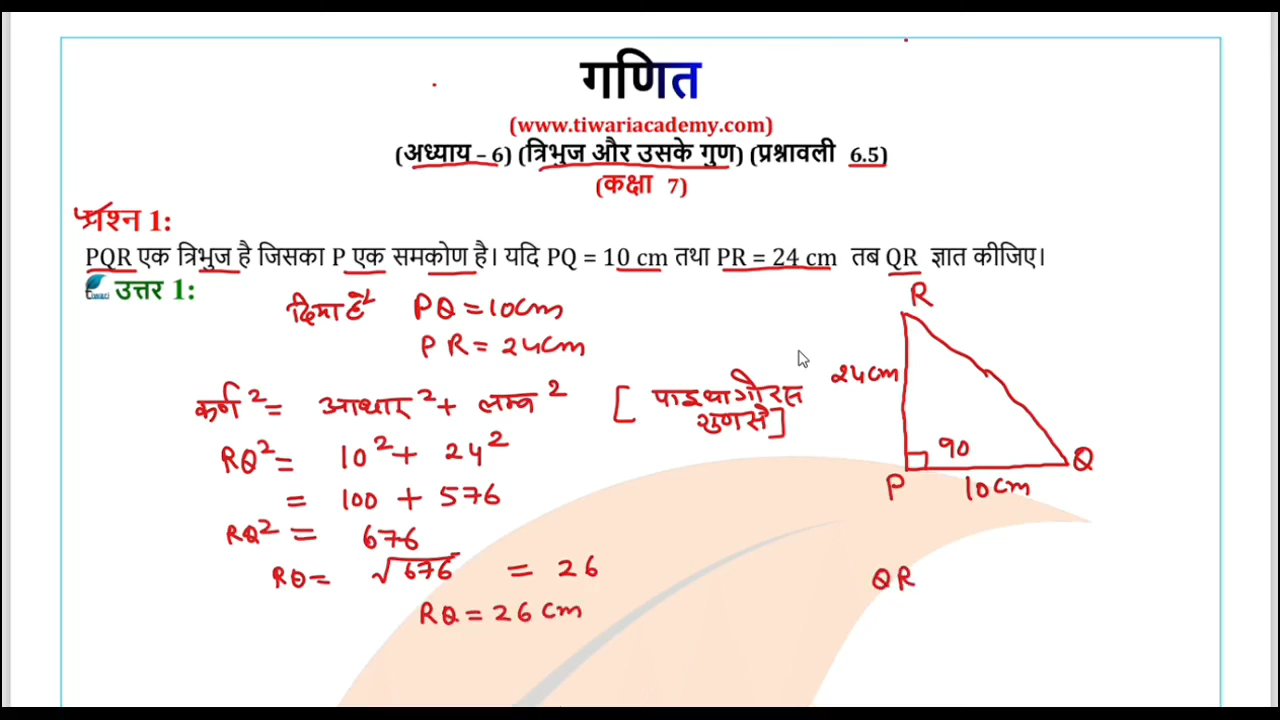 गणित
(www.tiwariacademy.com)
(अध्याय – 6) (त्रिभुज और उसके गुण) (प्रश्नावली 6.5)
(कक्षा 7)
प्रश्न 1:
PQR एक त्रिभुज है जिसका P एक समकोण है। यदि PQ = 10 cm तथा PR = 24 cm तब QR ज्ञात कीजिए।
उत्तर 1:
दिया है PQ = 10cm
PR = 24cm
कर्ण² = आधार² + लम्ब² [पाइथागोरस
गुण से]
RQ² = 10² + 24²
= 100 + 576
RQ² = 676
RQ = √676 = 26
RQ = 26 cm
R
24cm
90
P
Q
10cm
QR